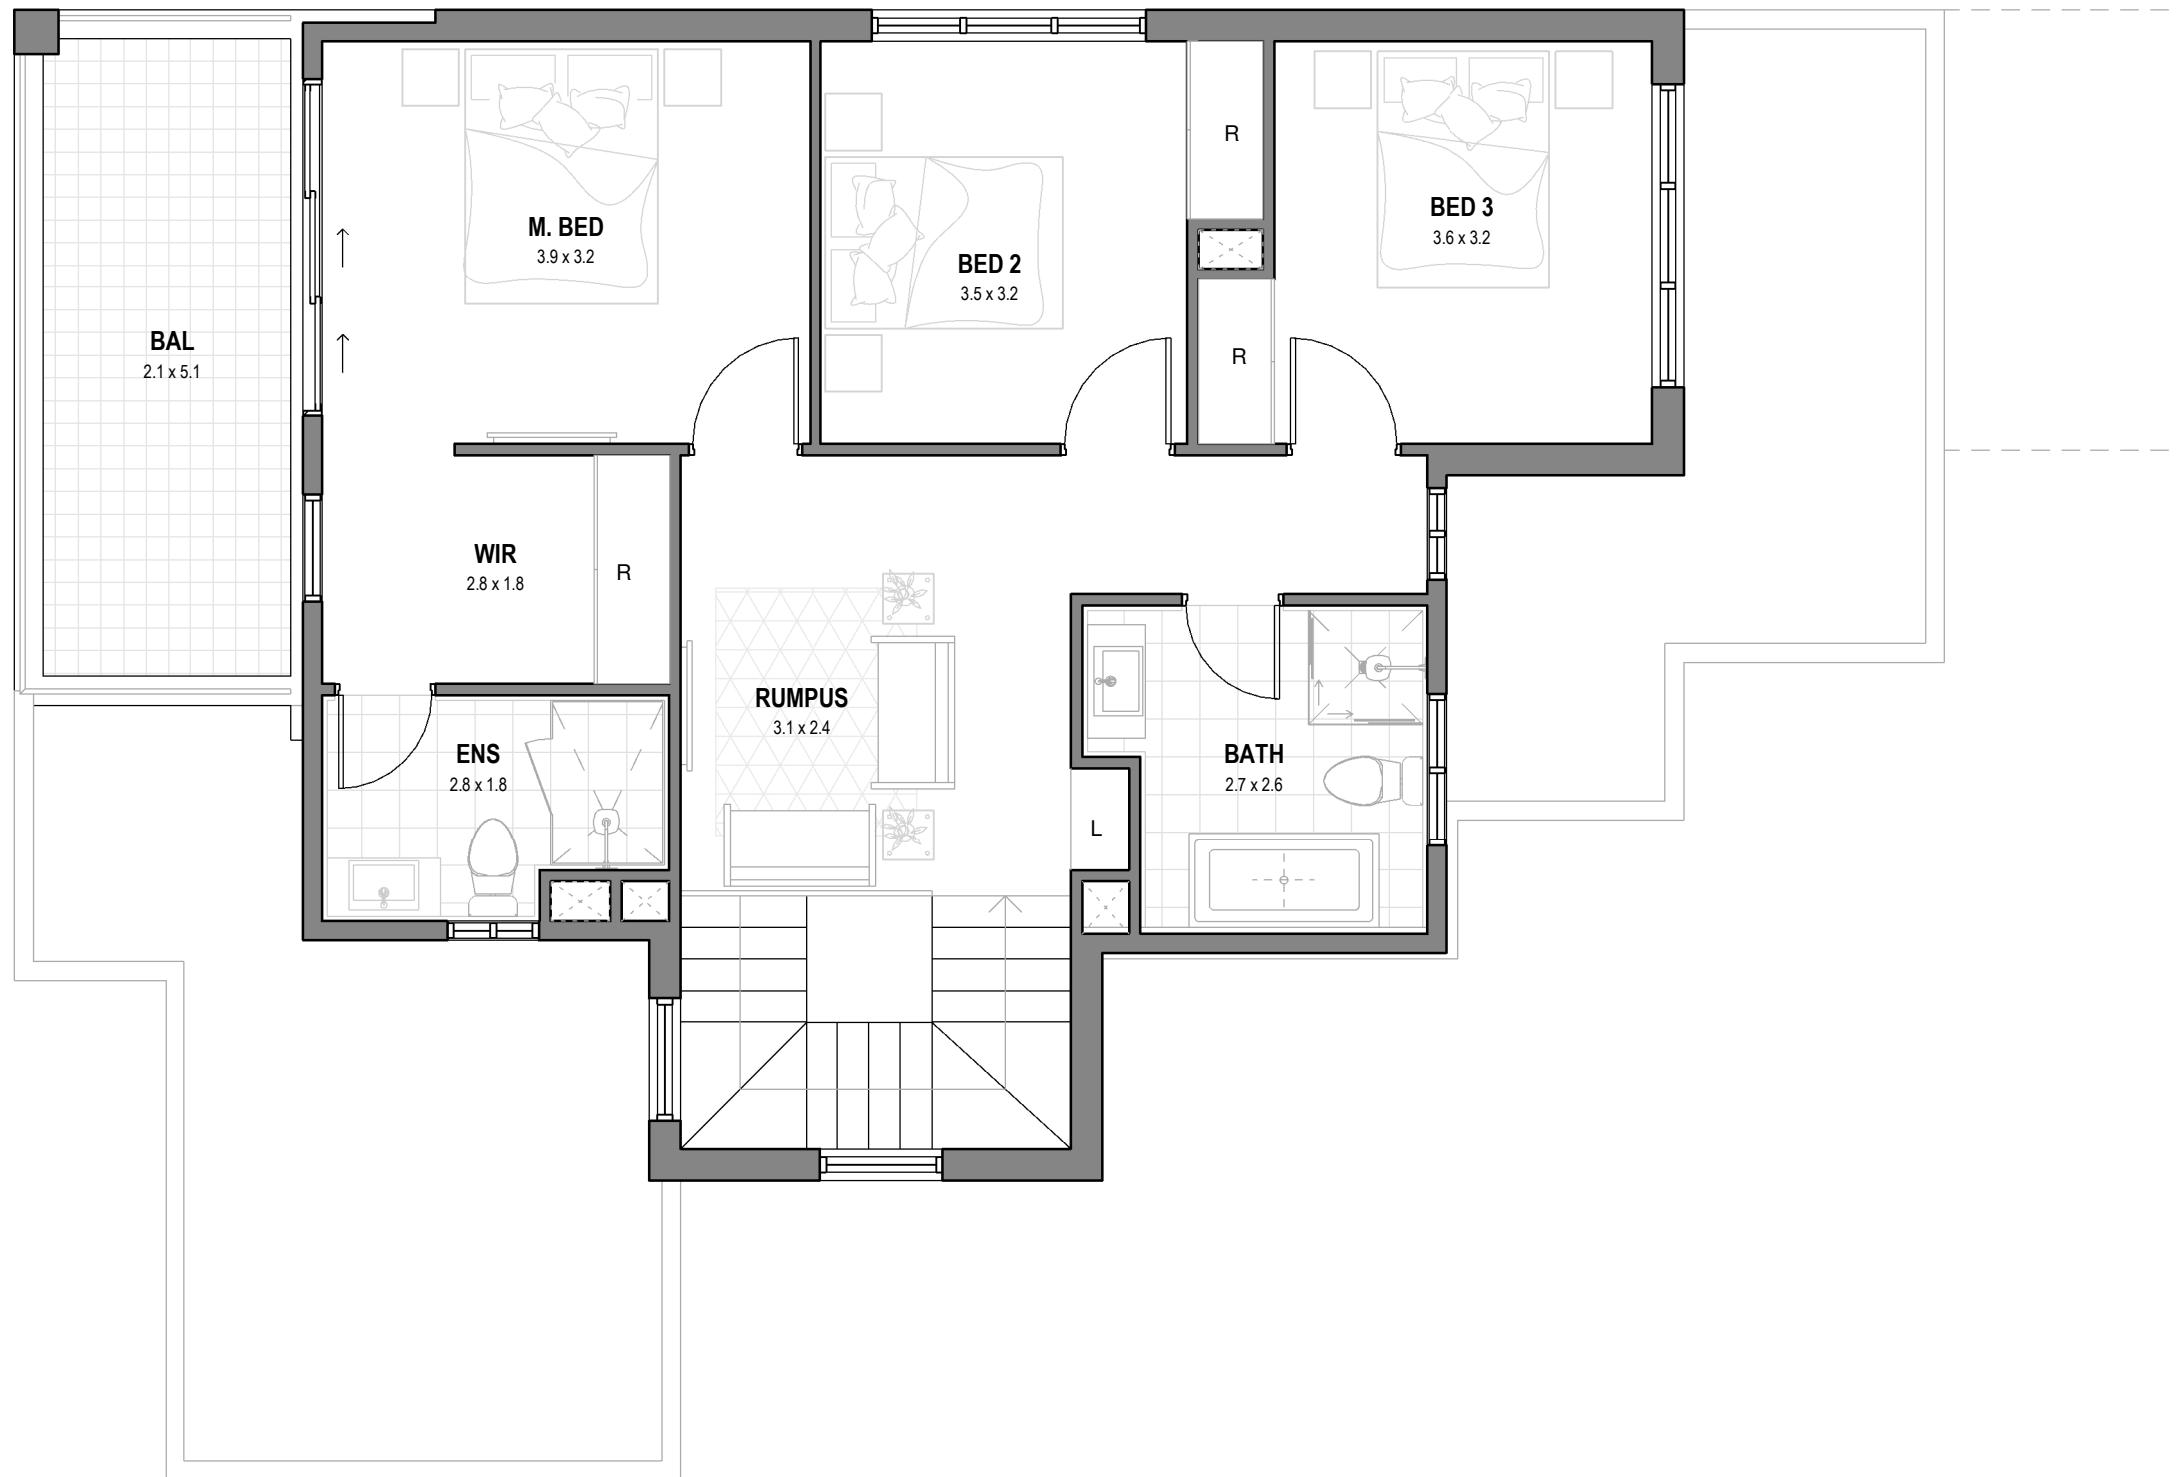 R
M. BED
3.9 x 3.2
BED 2
3.5 x 3.2
BED 3
3.6 x 3.2
BAL
2.1 x 5.1
R
WIR
2.8 x 1.8
R
RUMPUS
3.1 x 2.4
ENS
2.8 x 1.8
BATH
2.7 x 2.6
L